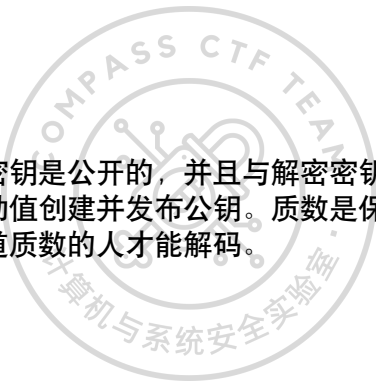 COMPASS CTF TEAM
密钥是公开的，并且与解密密钥
助值创建并发布公钥。质数是保
道质数的人才能解码。
计算机与系统安全实验室